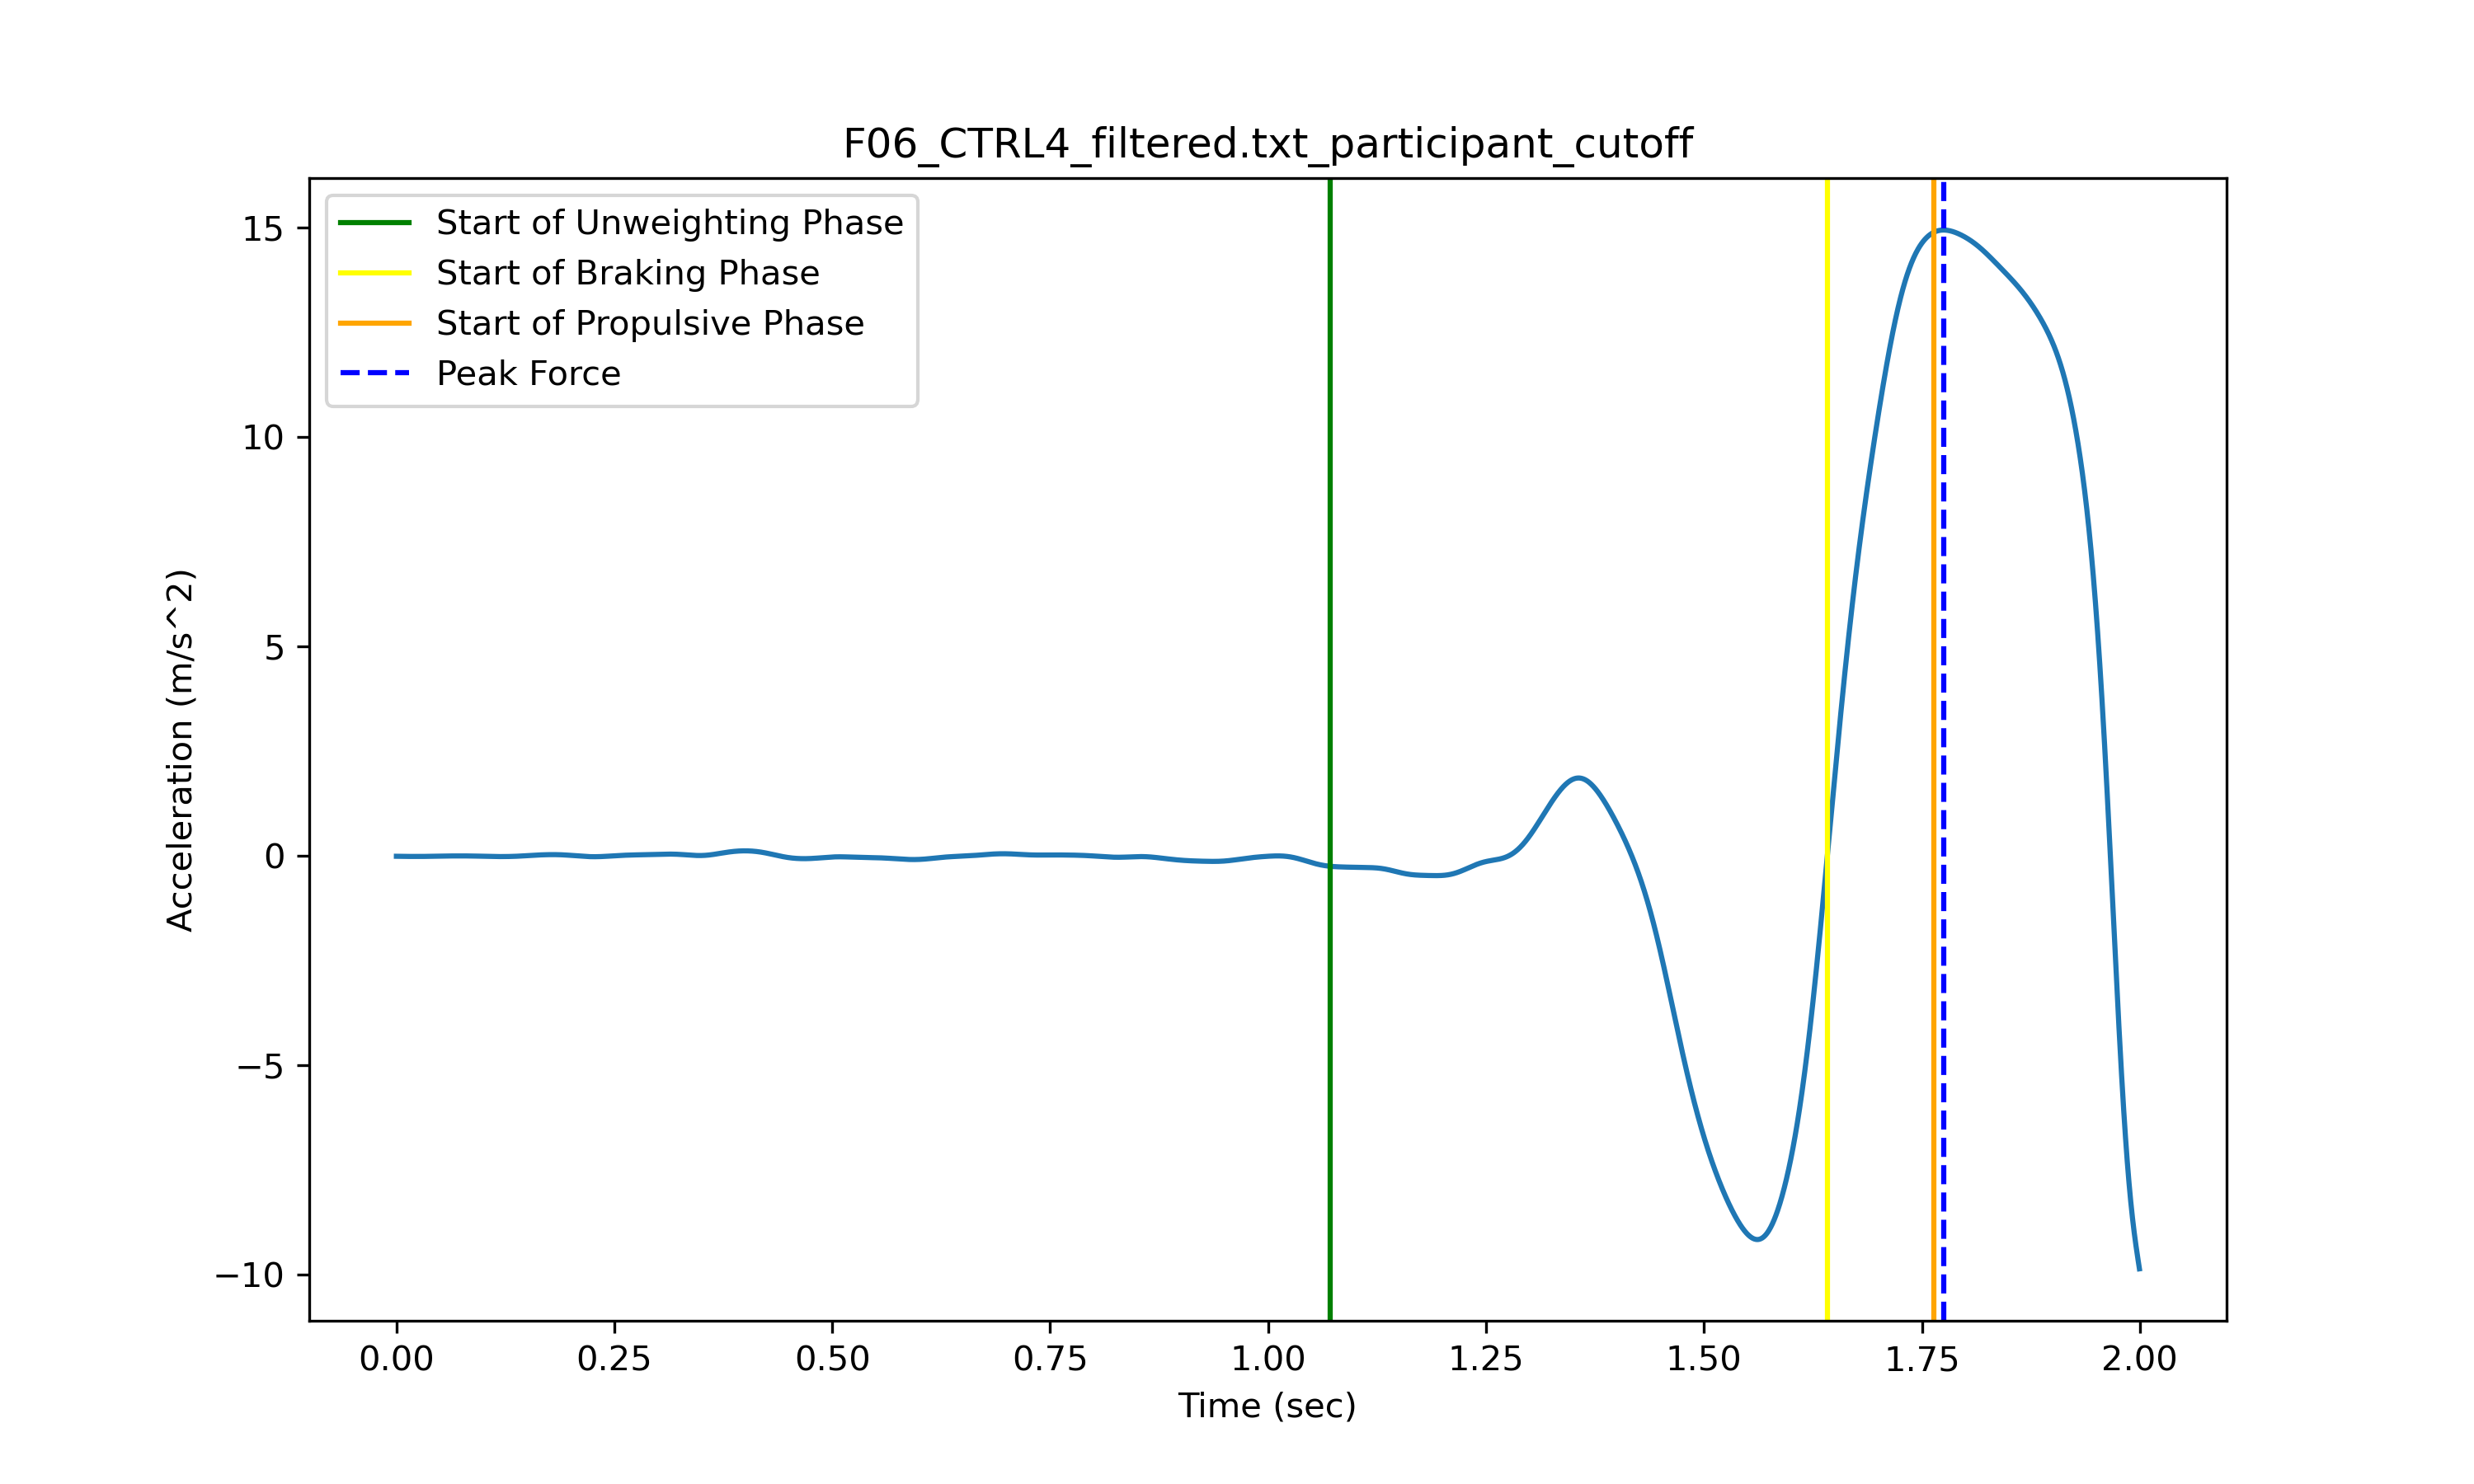 F06_CTRL4_filtered.txt_participant_cutoff
Start of Unweighting Phase
Start of Braking Phase
Start of Propulsive Phase
Peak Force
15
10
5
0
−5
−10
Acceleration (m/s^2)
0.00 0.25 0.50 0.75 1.00 1.25 1.50 1.75 2.00
Time (sec)